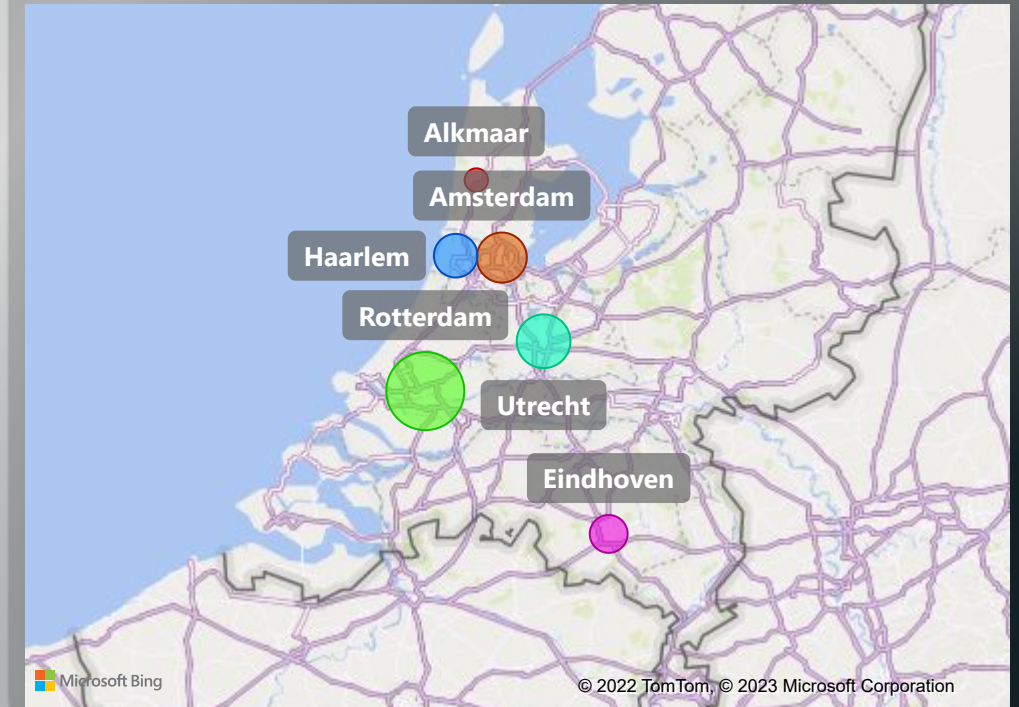 Alkmaar
Amsterdam
Haarlem
Rotterdam
Utrecht
Eindhoven
Microsoft Bing
© 2022 TomTom, © 2023 Microsoft Corporation